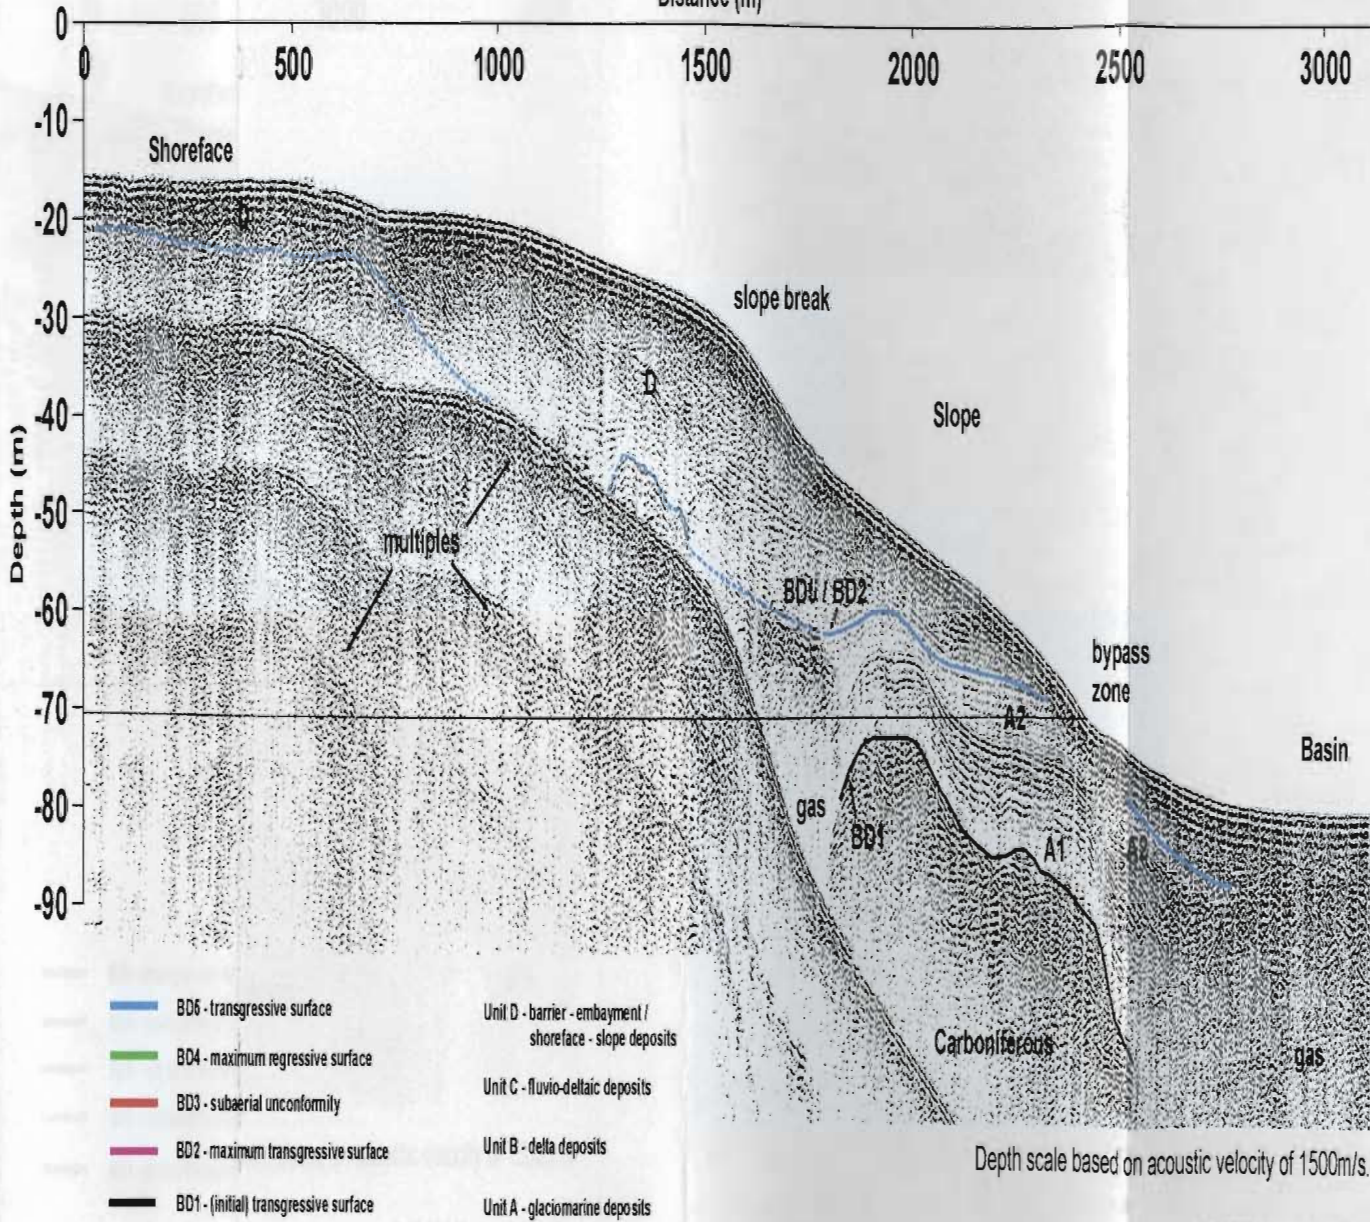 Distance (m)
0
0 500 1000 1500 2000 2500 3000
-10
Shoreface
-20
-30
slope break
D
Slope
-40
Depth (m)
-50
multiples
BD2
-60
bypass
zone
-70
A2
Basin
-80
gas
BD1
A1
-90
Carboniferous
gas
BD5 - transgressive surface
BD4 - maximum regressive surface
BD3 - subaerial unconformity
BD2 - maximum transgressive surface
BD1 - (initial) transgressive surface
Unit D - barrier - embayment /
shoreface - slope deposits
Unit C - fluvio-deltaic deposits
Unit B - delta deposits
Unit A - glaciomarine deposits
Depth scale based on acoustic velocity of 1500m/s.